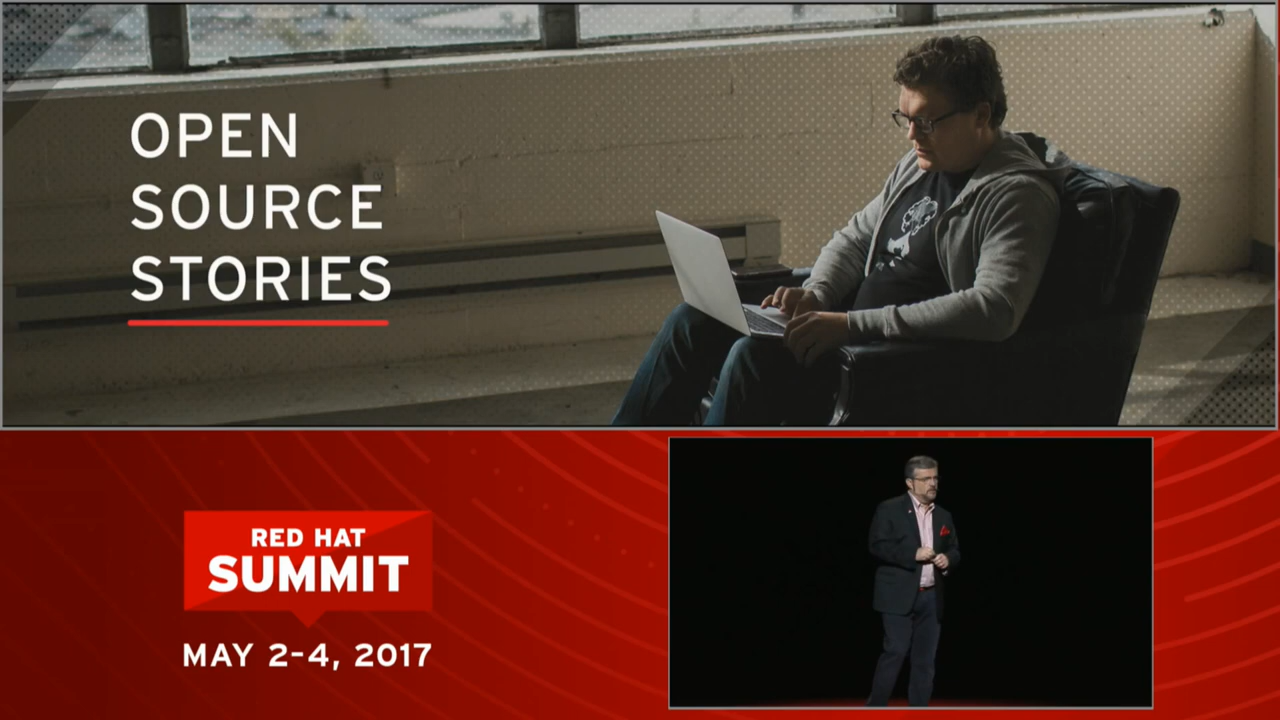 OPEN
SOURCE
STORIES
RED HAT
SUMMIT
MAY 2-4, 2017